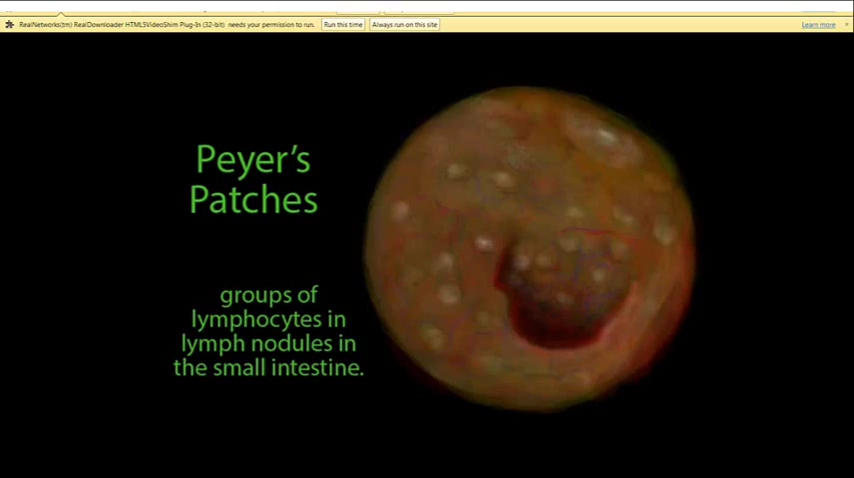 RealNetworks(tm) RealDownloader HTML5VideoShim Plug-In (32-bit) needs your permission to run. Run this time Always run on this site Learn more ×
Peyer's
Patches
groups of
lymphocytes in
lymph nodules in
the small intestine.